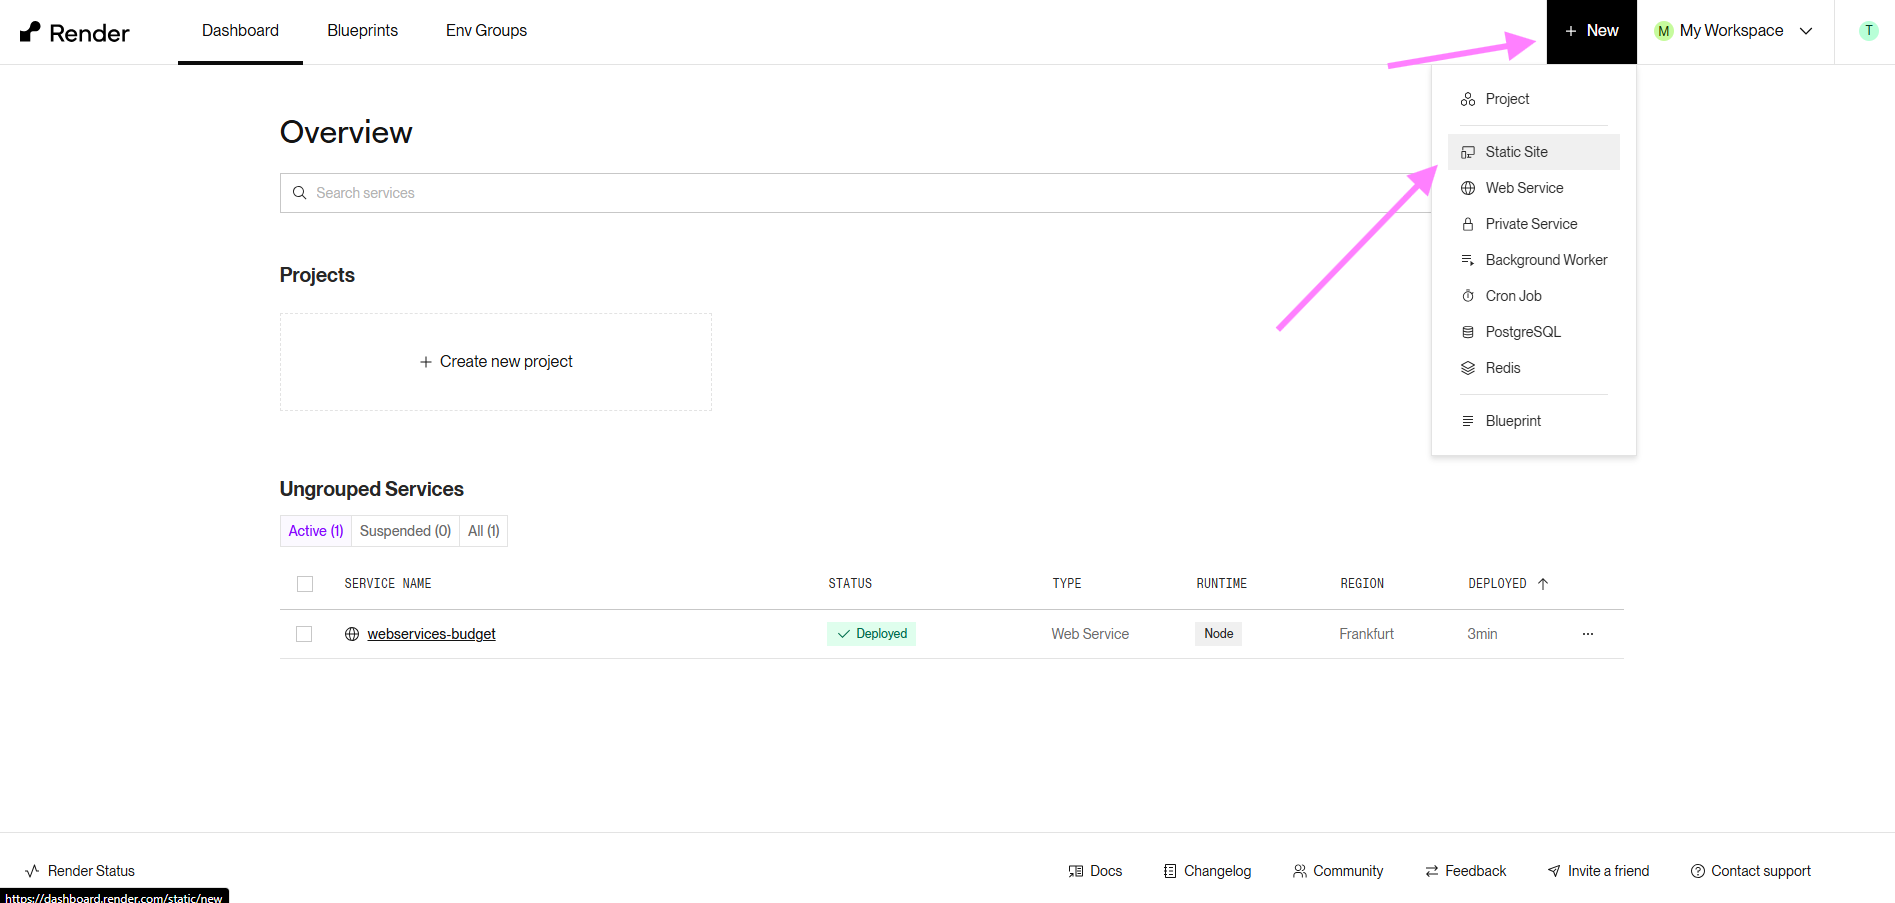 Render
Dashboard
Blueprints
Env Groups
+ New
M My Workspace
T
Project
Static Site
Web Service
Private Service
Background Worker
Cron Job
PostgreSQL
Redis
Blueprint
Overview
Search services
Projects
+ Create new project
Ungrouped Services
Active (1) Suspended (0) All (1)
SERVICE NAME STATUS TYPE RUNTIME REGION DEPLOYED ↑
webservices-budget Deployed Web Service Node Frankfurt 3min ...
Render Status Docs Changelog Community Feedback Invite a friend Contact support
https://dashboard.render.com/static/new